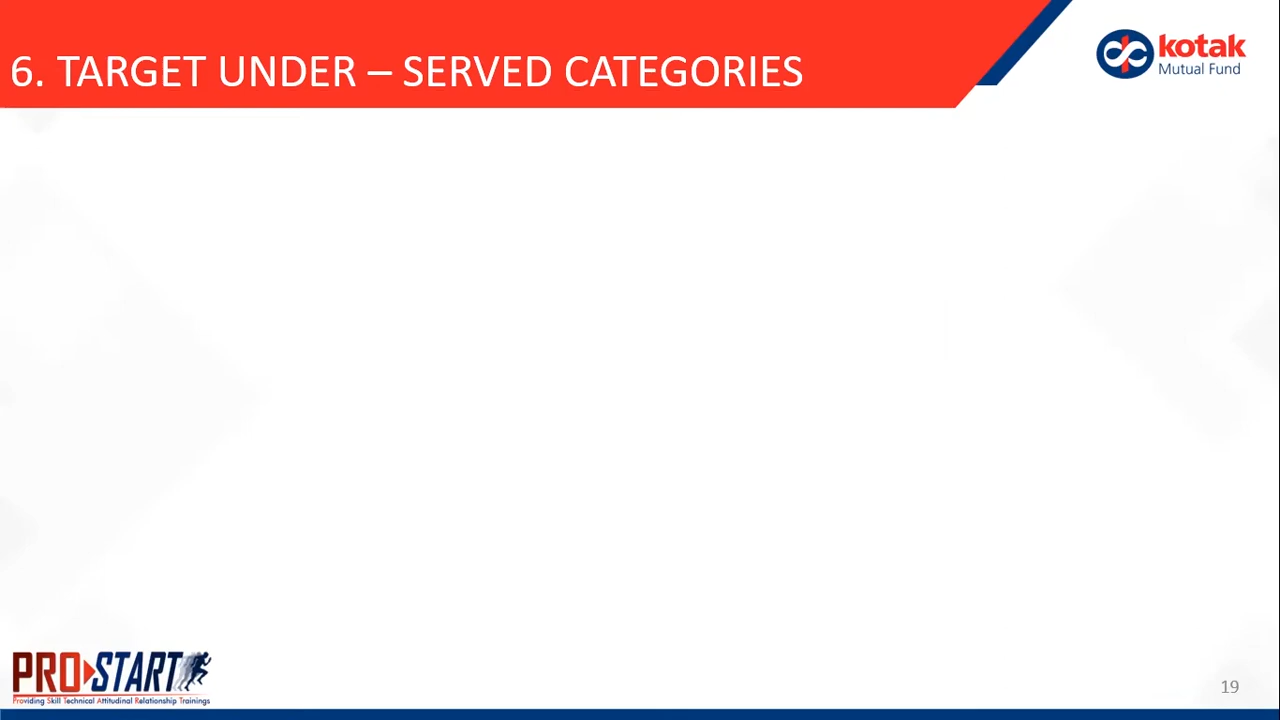 6. TARGET UNDER – SERVED CATEGORIES
kotak
Mutual Fund
PRO START
Providing Skill Technical Attitudinal Relationship Trainings
19